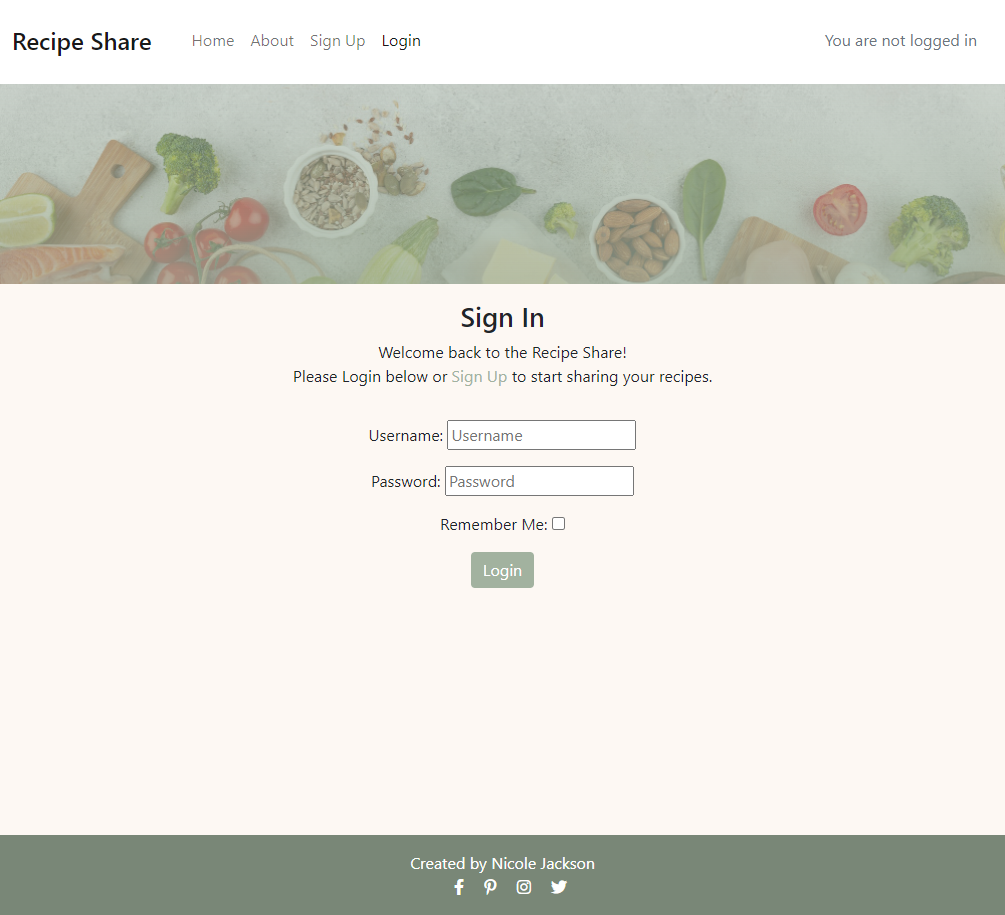 Recipe Share Home About Sign Up Login You are not logged in
Sign In
Welcome back to the Recipe Share!
Please Login below or Sign Up to start sharing your recipes.
Username: Username
Password: Password
Remember Me:
Login
Created by Nicole Jackson